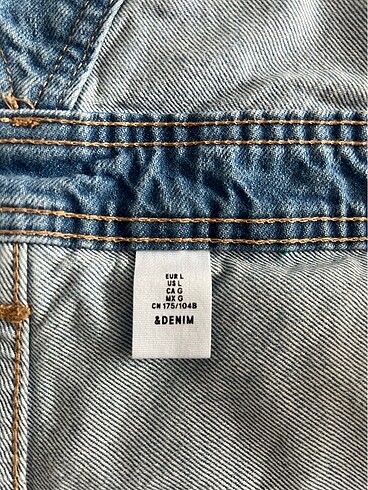 EUR L
US L
CA G
MX G
CN 175/104B
&DENIM